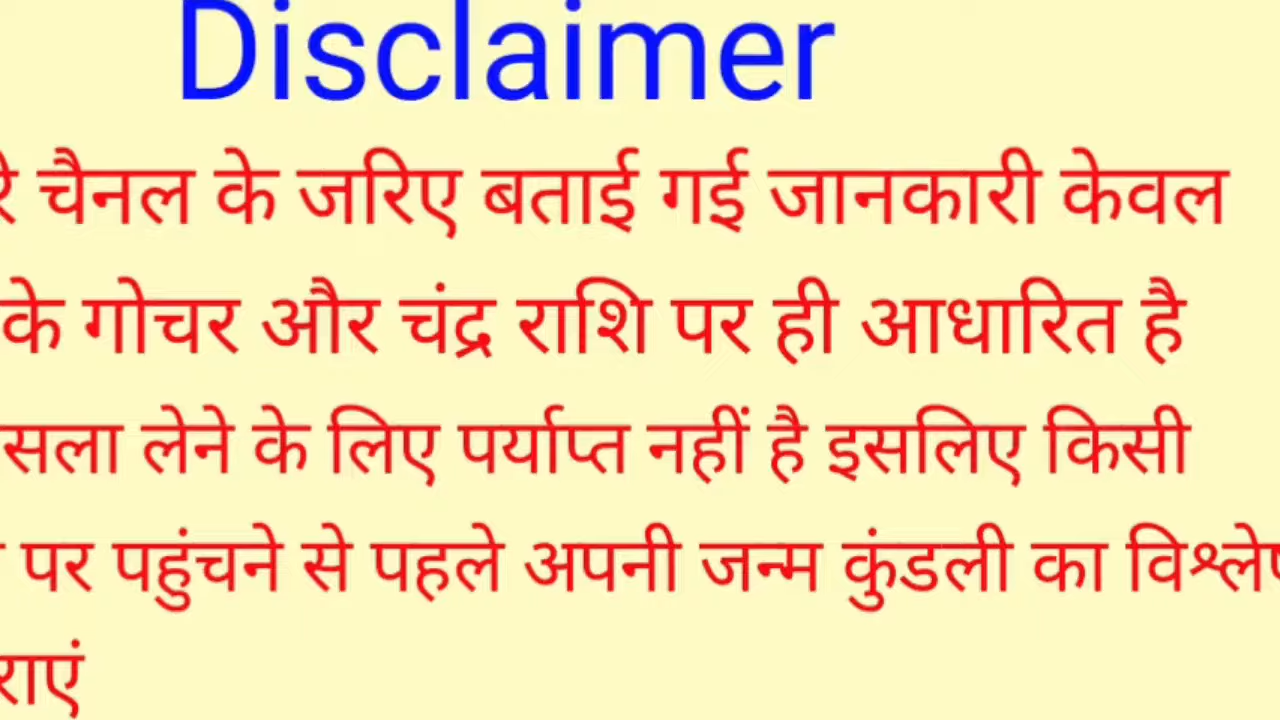 Disclaimer
चैनल के जरिए बताई गई जानकारी केवल
के गोचर और चंद्र राशि पर ही आधारित है
सला लेने के लिए पर्याप्त नहीं है इसलिए किसी
पर पहुंचने से पहले अपनी जन्म कुंडली का
राएं